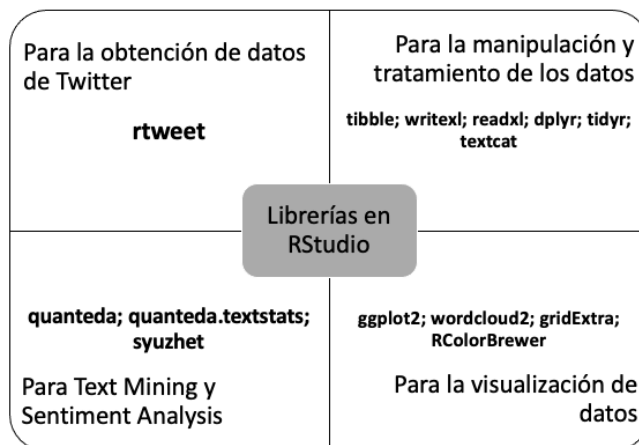 Para la obtención de datos
de Twitter
rtweet
Para la manipulación y
tratamiento de los datos
tibble; writexl; readxl; dplyr; tidyr;
textcat
Librerías en
RStudio
quanteda; quanteda.textstats;
syuzhet
Para Text Mining y
Sentiment Analysis
ggplot2; wordcloud2; gridExtra;
RColorBrewer
Para la visualización de
datos